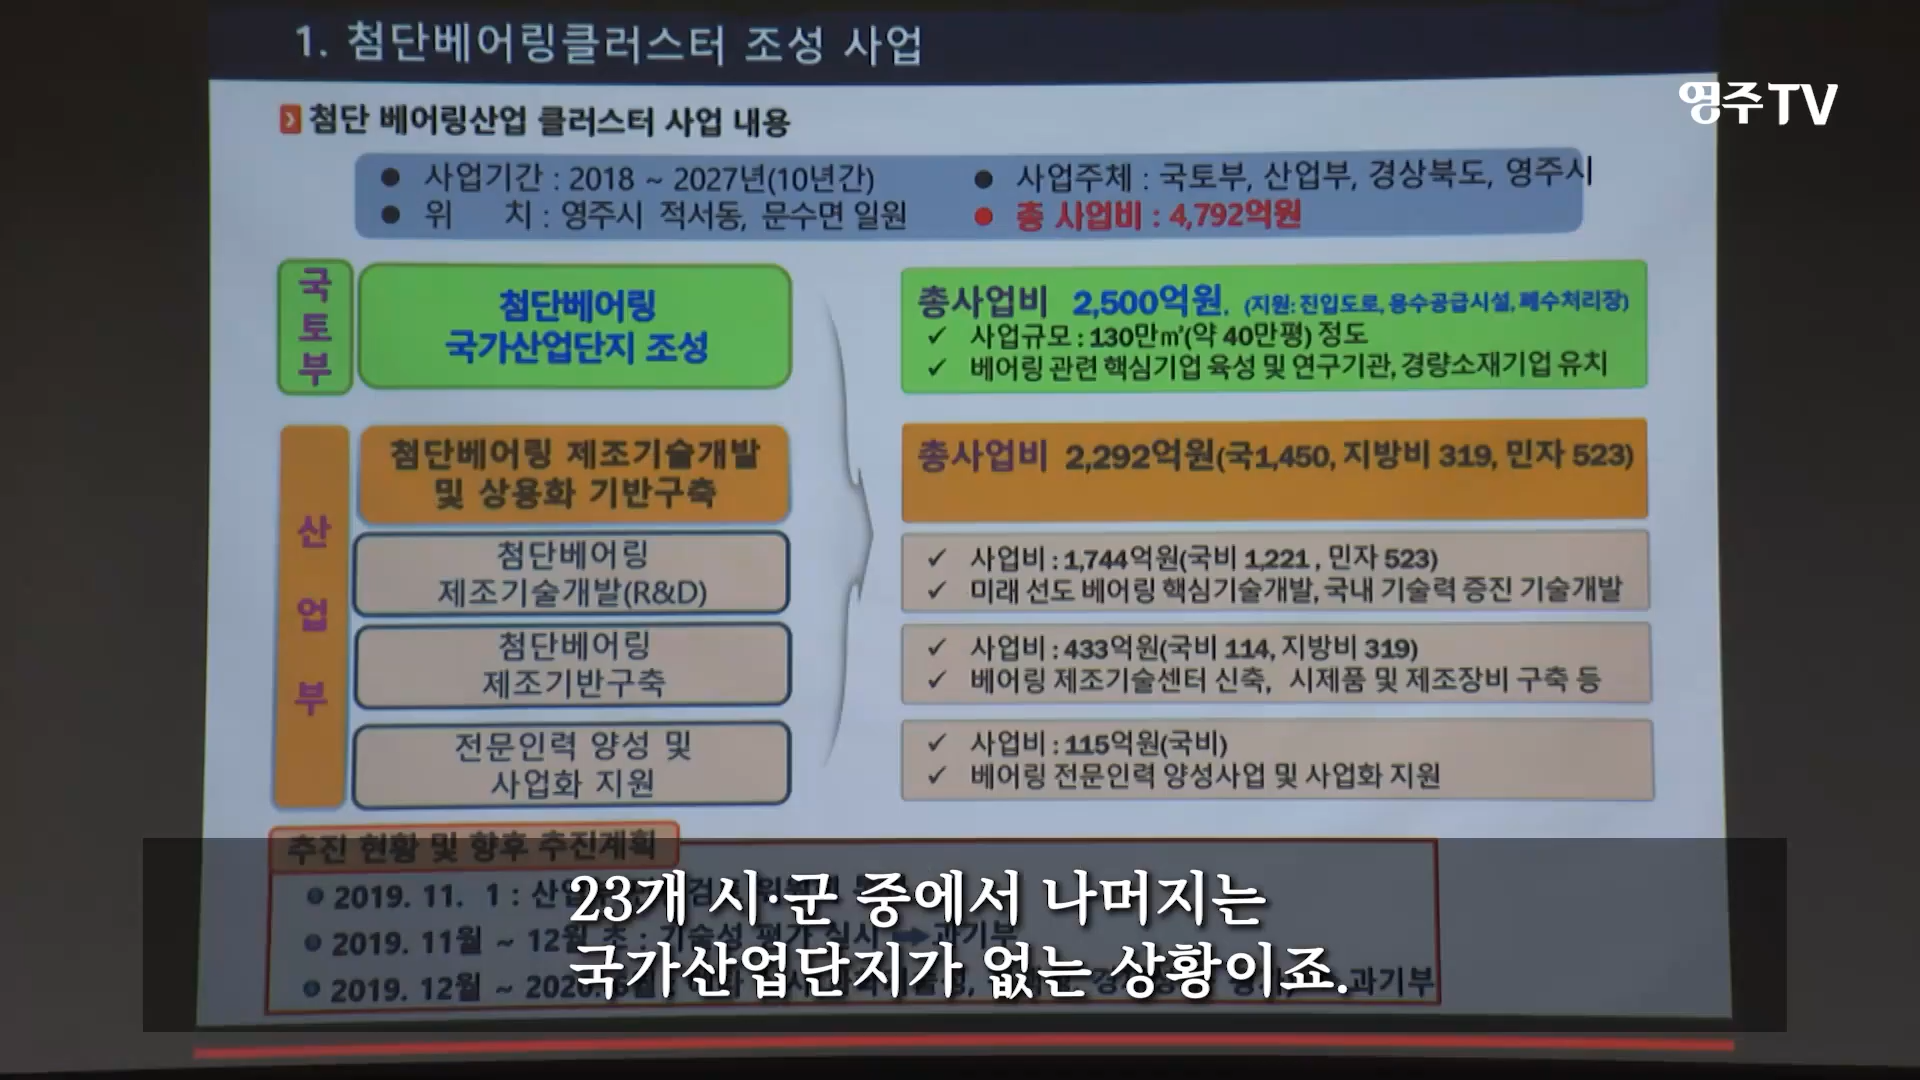 1. 첨단베어링클러스터 조성 사업
영주TV
첨단 베어링산업 클러스터 사업 내용
● 사업기간 : 2018 ~ 2027년(10년간)
● 사업주체 : 국토부, 산업부, 경상북도, 영주시
● 위 치 : 영주시 적서동, 문수면 일원
● 총 사업비 : 4,792억원
국토부
첨단베어링
국가산업단지 조성
총사업비 2,500억원. (지원: 진입도로, 용수공급시설, 폐수처리장)
✓ 사업규모 : 130만㎡(약 40만평) 정도
✓ 베어링 관련 핵심기업 육성 및 연구기관, 경량소재기업 유치
산업부
첨단베어링 제조기술개발
및 상용화 기반구축
총사업비 2,292억원(국1,450, 지방비 319, 민자 523)
첨단베어링
제조기술개발(R&D)
✓ 사업비 : 1,744억원(국비 1,221 , 민자 523)
✓ 미래 선도 베어링 핵심기술개발, 국내 기술력 증진 기술개발
첨단베어링
제조기반구축
✓ 사업비 : 433억원(국비 114, 지방비 319)
✓ 베어링 제조기술센터 신축, 시제품 및 제조장비 구축 등
전문인력 양성 및
사업화 지원
✓ 사업비 : 115억원(국비)
✓ 베어링 전문인력 양성사업 및 사업화 지원
추진 현황 및 향후 추진계획
2019. 11. 1 :
2019. 11월 ~ 12월 초 : 기술성 평가 실시 ➡ 과기부
2019. 12월 ~ 과기부
23개 시·군 중에서 나머지는
국가산업단지가 없는 상황이죠.